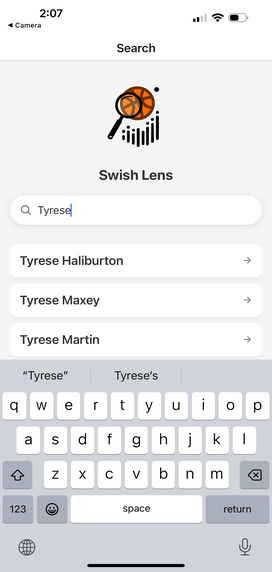 2:07
◀ Camera
Search
Swish Lens
Tyrese
Tyrese Haliburton
Tyrese Maxey
Tyrese Martin
“Tyrese” Tyrese’s
q w e r t y u i o p
a s d f g h j k l
z x c v b n m
123 space return